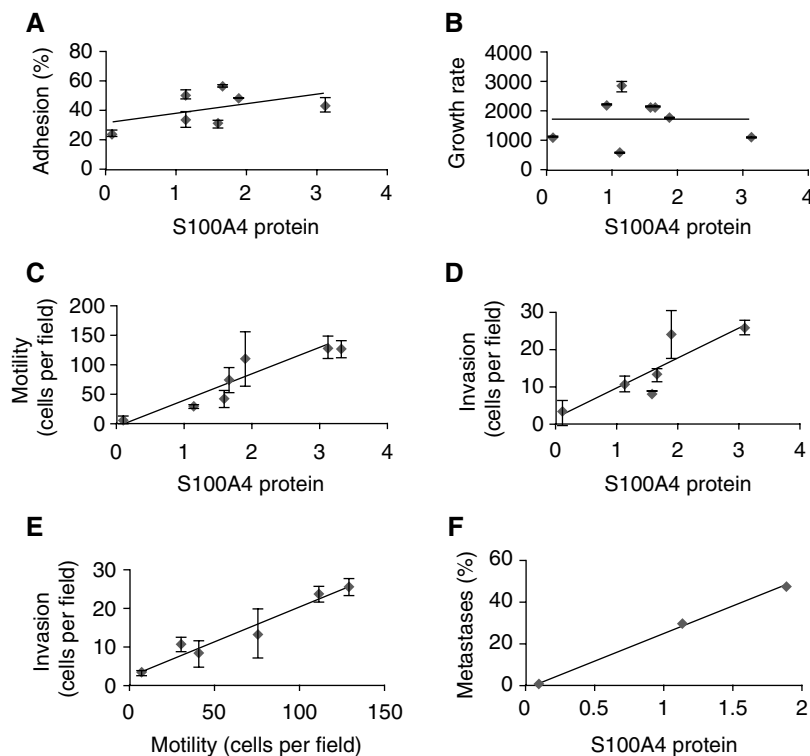 A
Adhesion (%)
80
60
40
20
0
0 1 2 3 4
S100A4 protein
B
Growth rate
4000
3000
2000
1000
0
0 1 2 3 4
S100A4 protein
C
Motility
(cells per field)
200
150
100
50
0
0 1 2 3 4
S100A4 protein
D
Invasion
(cells per field)
30
20
10
0
0 1 2 3 4
S100A4 protein
E
Invasion
(cells per field)
30
20
10
0
0 50 100 150
Motility (cells per field)
F
Metastases (%)
60
40
20
0
0 0.5 1 1.5 2
S100A4 protein